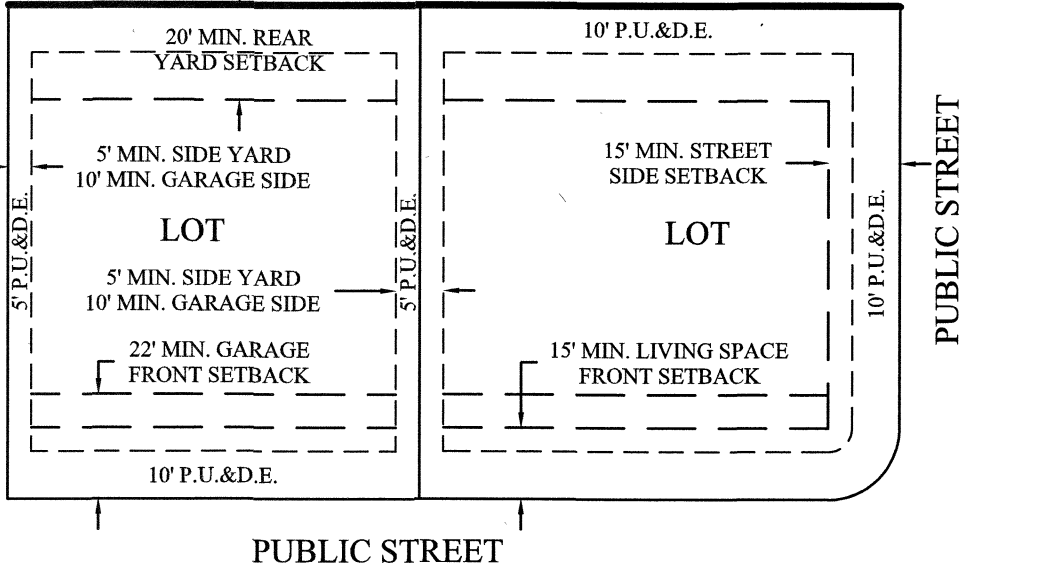 20' MIN. REAR
YARD SETBACK
10' P.U.&D.E.
5' MIN. SIDE YARD
10' MIN. GARAGE SIDE
15' MIN. STREET
SIDE SETBACK
LOT
LOT
5' P.U.&D.E.
5' P.U.&D.E.
10' P.U.&D.E.
PUBLIC STREET
5' MIN. SIDE YARD
10' MIN. GARAGE SIDE
22' MIN. GARAGE
FRONT SETBACK
15' MIN. LIVING SPACE
FRONT SETBACK
10' P.U.&D.E.
PUBLIC STREET